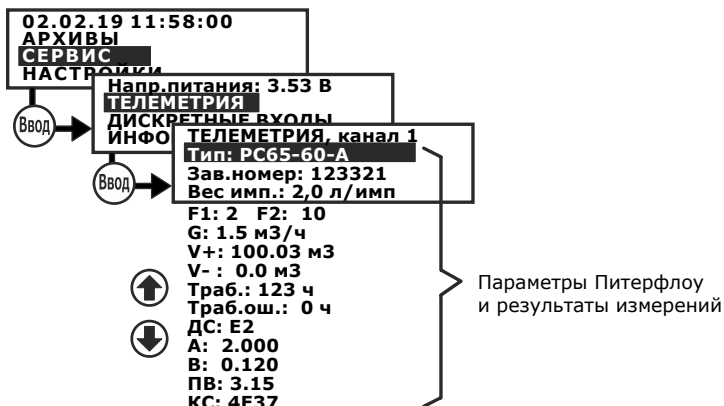 02.02.19 11:58:00
АРХИВЫ
СЕРВИС
НАСТРОЙКИ
Напр.питания: 3.53 В
ТЕЛЕМЕТРИЯ
ДИСКРЕТНЫЕ ВХОДЫ
ИНФО
Ввод
ТЕЛЕМЕТРИЯ, канал 1
Тип: РС65-60-А
Зав.номер: 123321
Вес имп.: 2,0 л/имп
Ввод
F1: 2 F2: 10
G: 1.5 м3/ч
V+: 100.03 м3
V- : 0.0 м3
Траб.: 123 ч
Траб.ош.: 0 ч
ДС: E2
А: 2.000
В: 0.120
ПВ: 3.15
КС: 4F37
Параметры Питерфлоу
и результаты измерений